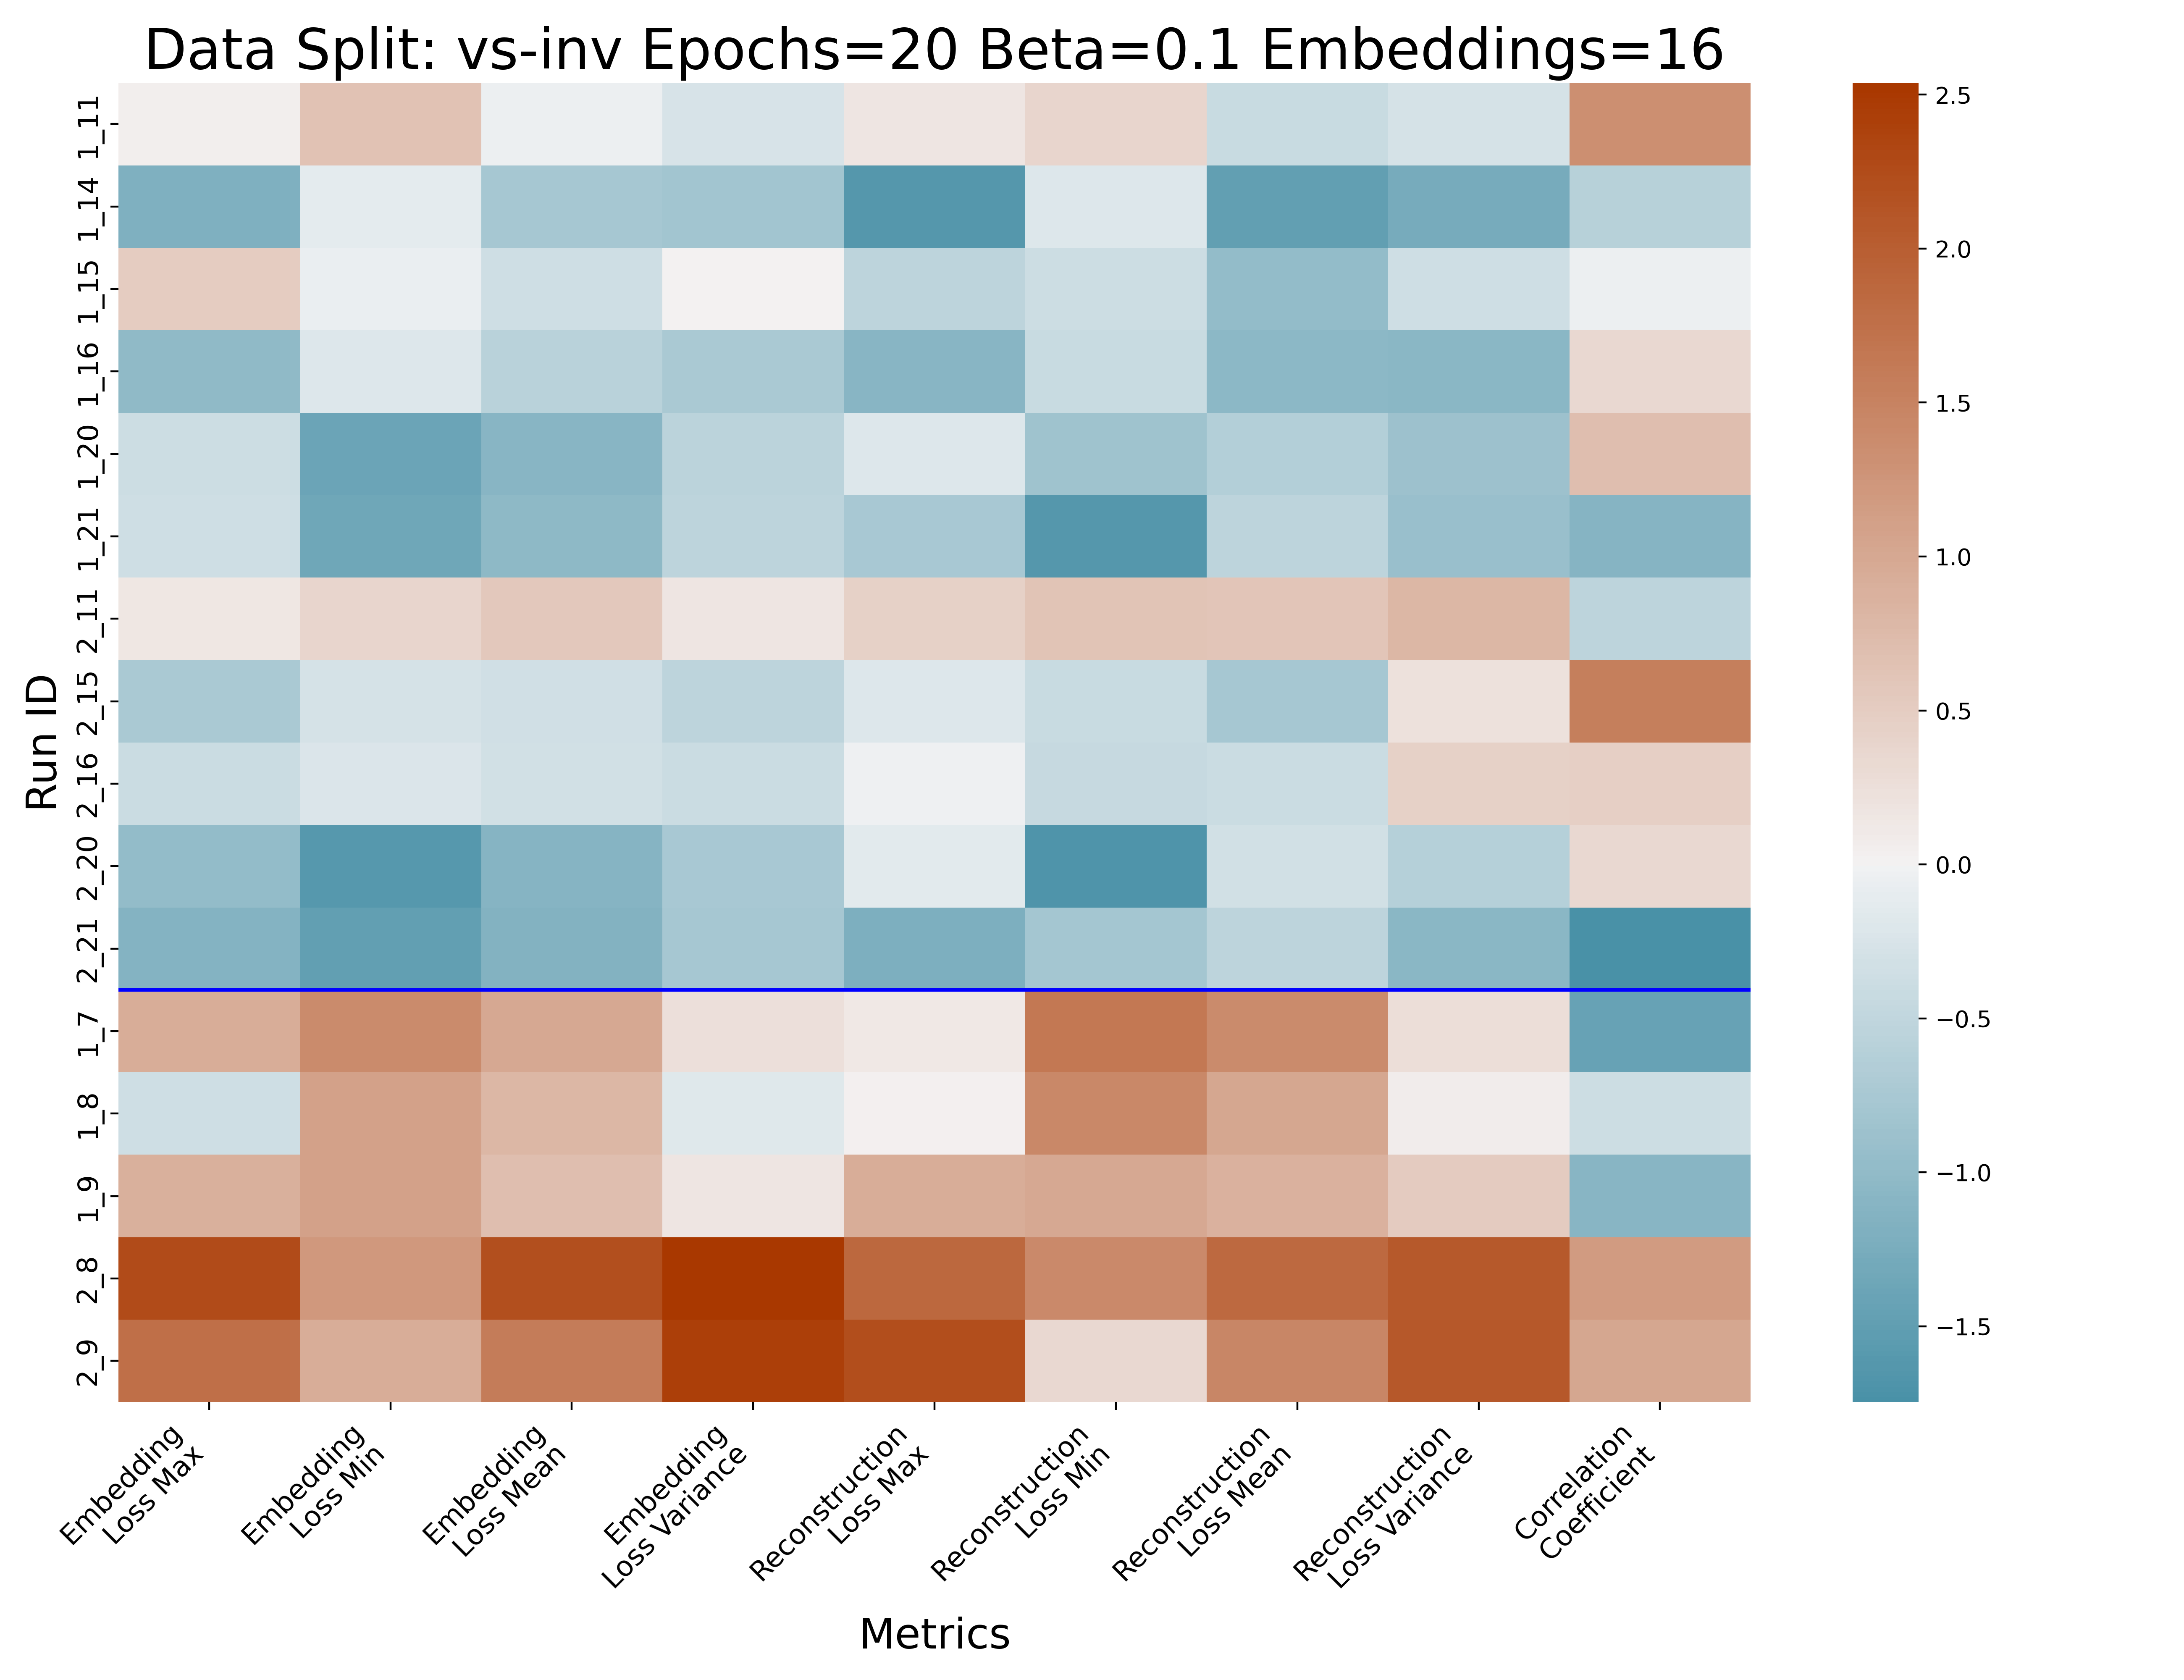 Data Split: vs-inv Epochs=20 Beta=0.1 Embeddings=16
Run ID
1_11
1_14
1_15
1_16
1_20
1_21
2_11
2_15
2_16
2_20
2_21
1_7
1_8
1_9
2_8
2_9
Embedding
Loss Max
Embedding
Loss Min
Embedding
Loss Mean
Embedding
Loss Variance
Reconstruction
Loss Max
Reconstruction
Loss Min
Reconstruction
Loss Mean
Reconstruction
Loss Variance
Correlation
Coefficient
Metrics
2.5
2.0
1.5
1.0
0.5
0.0
−0.5
−1.0
−1.5